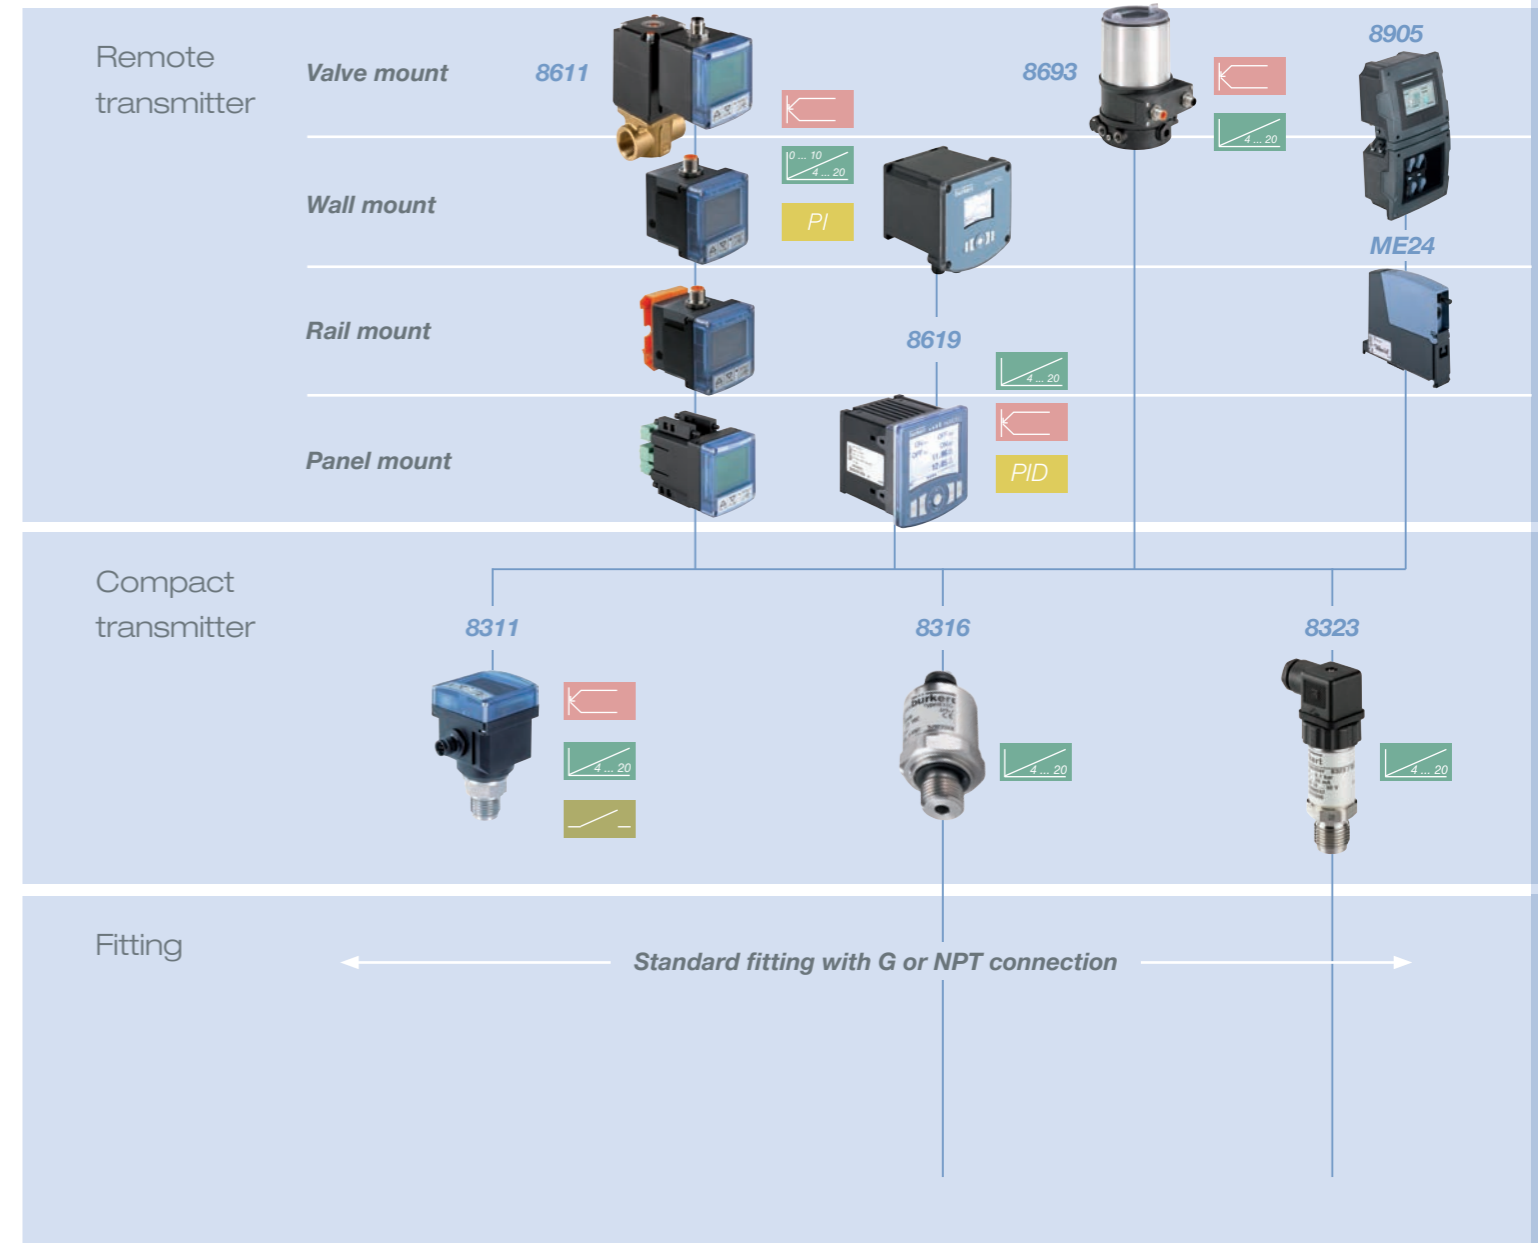 Remote
transmitter
Valve mount
8611
8693
8905
4 ... 20
0 ... 10
4 ... 20
Wall mount
PI
burkert
ME24
Rail mount
8619
4 ... 20
Panel mount
PID
Compact
transmitter
8311
8316
8323
burkert
4 ... 20
4 ... 20
4 ... 20
Fitting
Standard fitting with G or NPT connection